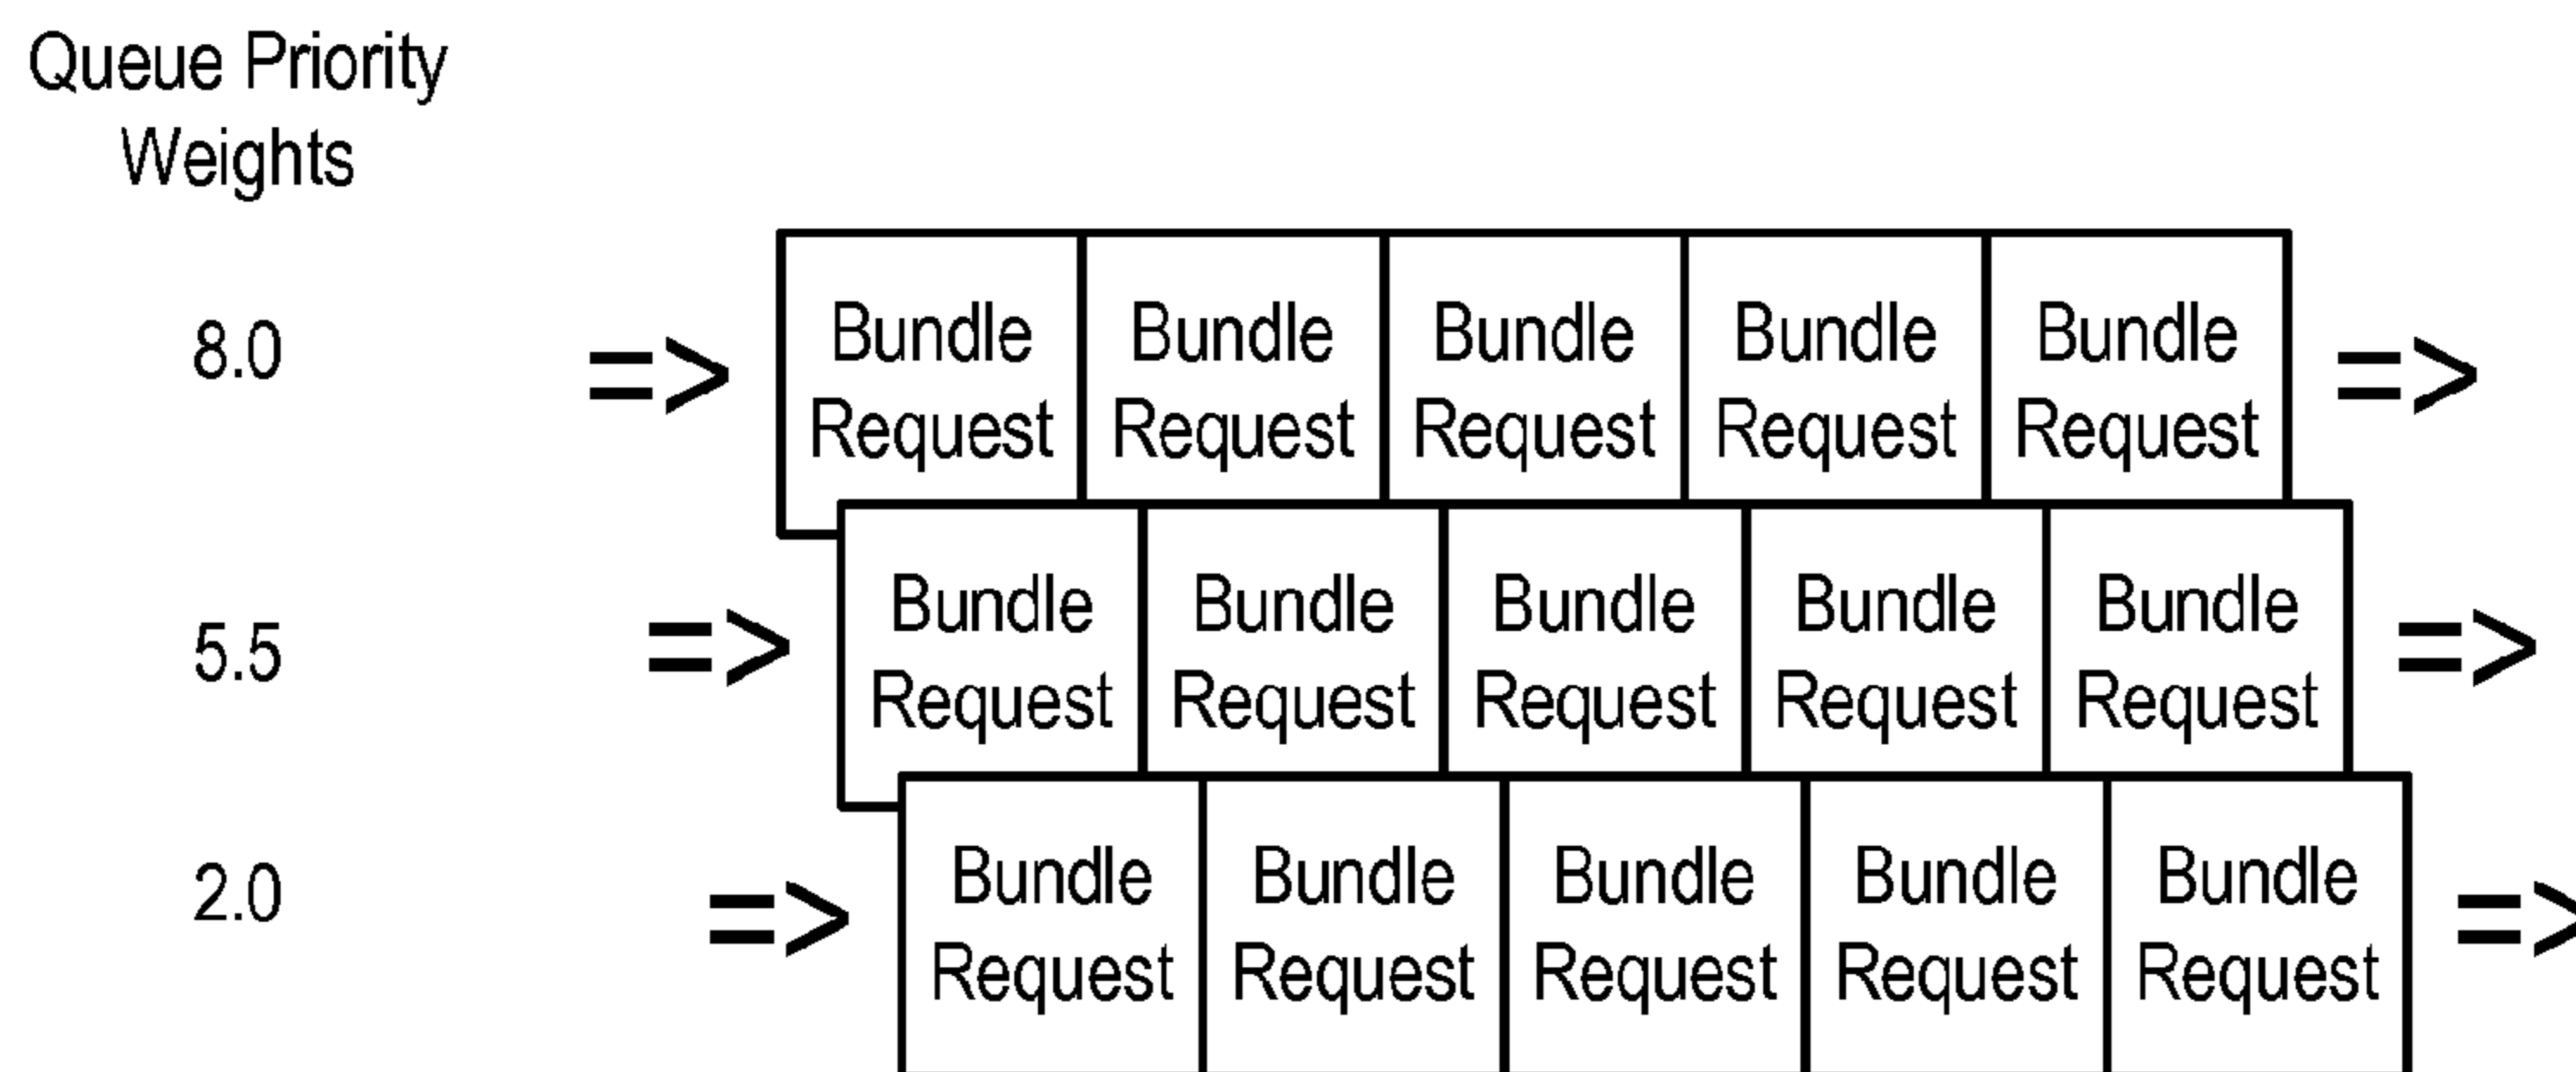 Queue Priority
Weights
8.0 => Bundle Bundle Bundle Bundle Bundle =>
Request Request Request Request Request
5.5 => Bundle Bundle Bundle Bundle Bundle =>
Request Request Request Request Request
2.0 => Bundle Bundle Bundle Bundle Bundle =>
Request Request Request Request Request